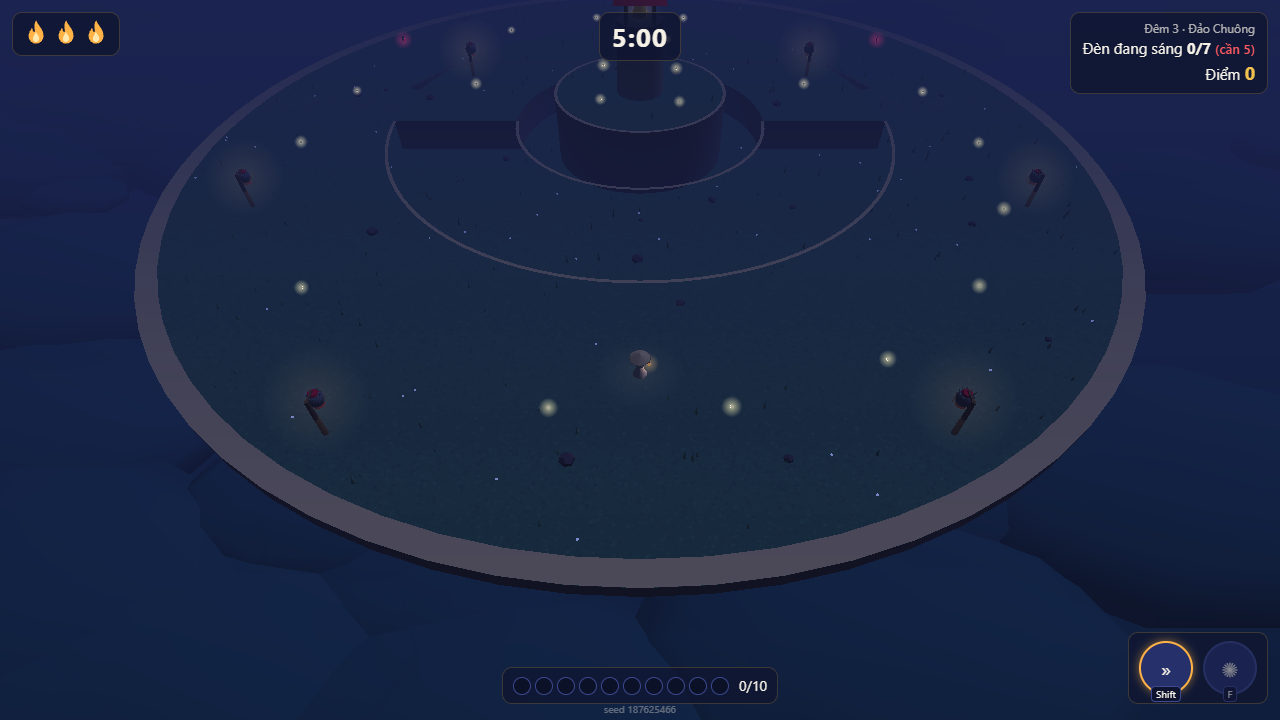 5:00
Đêm 3 · Đảo Chuông
Đèn đang sáng 0/7 (cần 5)
Điểm 0
»
Shift
F
0/10
seed 187625466